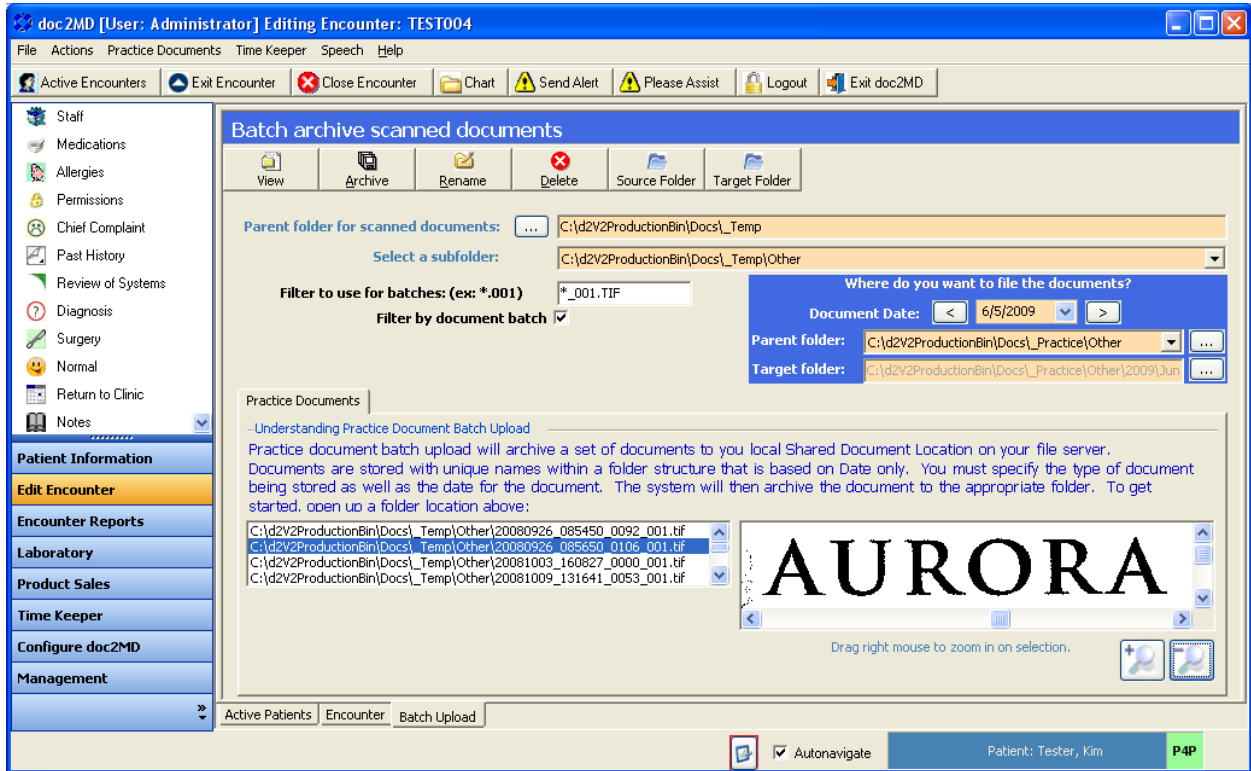 doc2MD [User: Administrator] Editing Encounter: TEST004
File Actions Practice Documents Time Keeper Speech Help
Active Encounters Exit Encounter Close Encounter Chart Send Alert Please Assist Logout Exit doc2MD
Staff
Medications
Allergies
Permissions
Chief Complaint
Past History
Review of Systems
Diagnosis
Surgery
Normal
Return to Clinic
Notes
Patient Information
Edit Encounter
Encounter Reports
Laboratory
Product Sales
Time Keeper
Configure doc2MD
Management
Batch archive scanned documents
View Archive Rename Delete Source Folder Target Folder
Parent folder for scanned documents: ... C:\d2V2ProductionBin\Docs\_Temp
Select a subfolder: C:\d2V2ProductionBin\Docs\_Temp\Other
Filter to use for batches: (ex: *.001) *_001.TIF
Filter by document batch
Where do you want to file the documents?
Document Date: < 6/5/2009 >
Parent folder: C:\d2V2ProductionBin\Docs\_Practice\Other ...
Target folder: C:\d2V2ProductionBin\Docs\_Practice\Other\2009\Jun ...
Practice Documents
Understanding Practice Document Batch Upload
Practice document batch upload will archive a set of documents to you local Shared Document Location on your file server.
Documents are stored with unique names within a folder structure that is based on Date only. You must specify the type of document
being stored as well as the date for the document. The system will then archive the document to the appropriate folder. To get
started, open up a folder location above:
C:\d2V2ProductionBin\Docs\_Temp\Other\20080926_085450_0092_001.tif
C:\d2V2ProductionBin\Docs\_Temp\Other\20080926_085650_0106_001.tif
C:\d2V2ProductionBin\Docs\_Temp\Other\20081003_160827_0000_001.tif
C:\d2V2ProductionBin\Docs\_Temp\Other\20081009_131641_0053_001.tif
AURORA
Drag right mouse to zoom in on selection.
Active Patients Encounter Batch Upload
Autonavigate Patient: Tester, Kim P4P